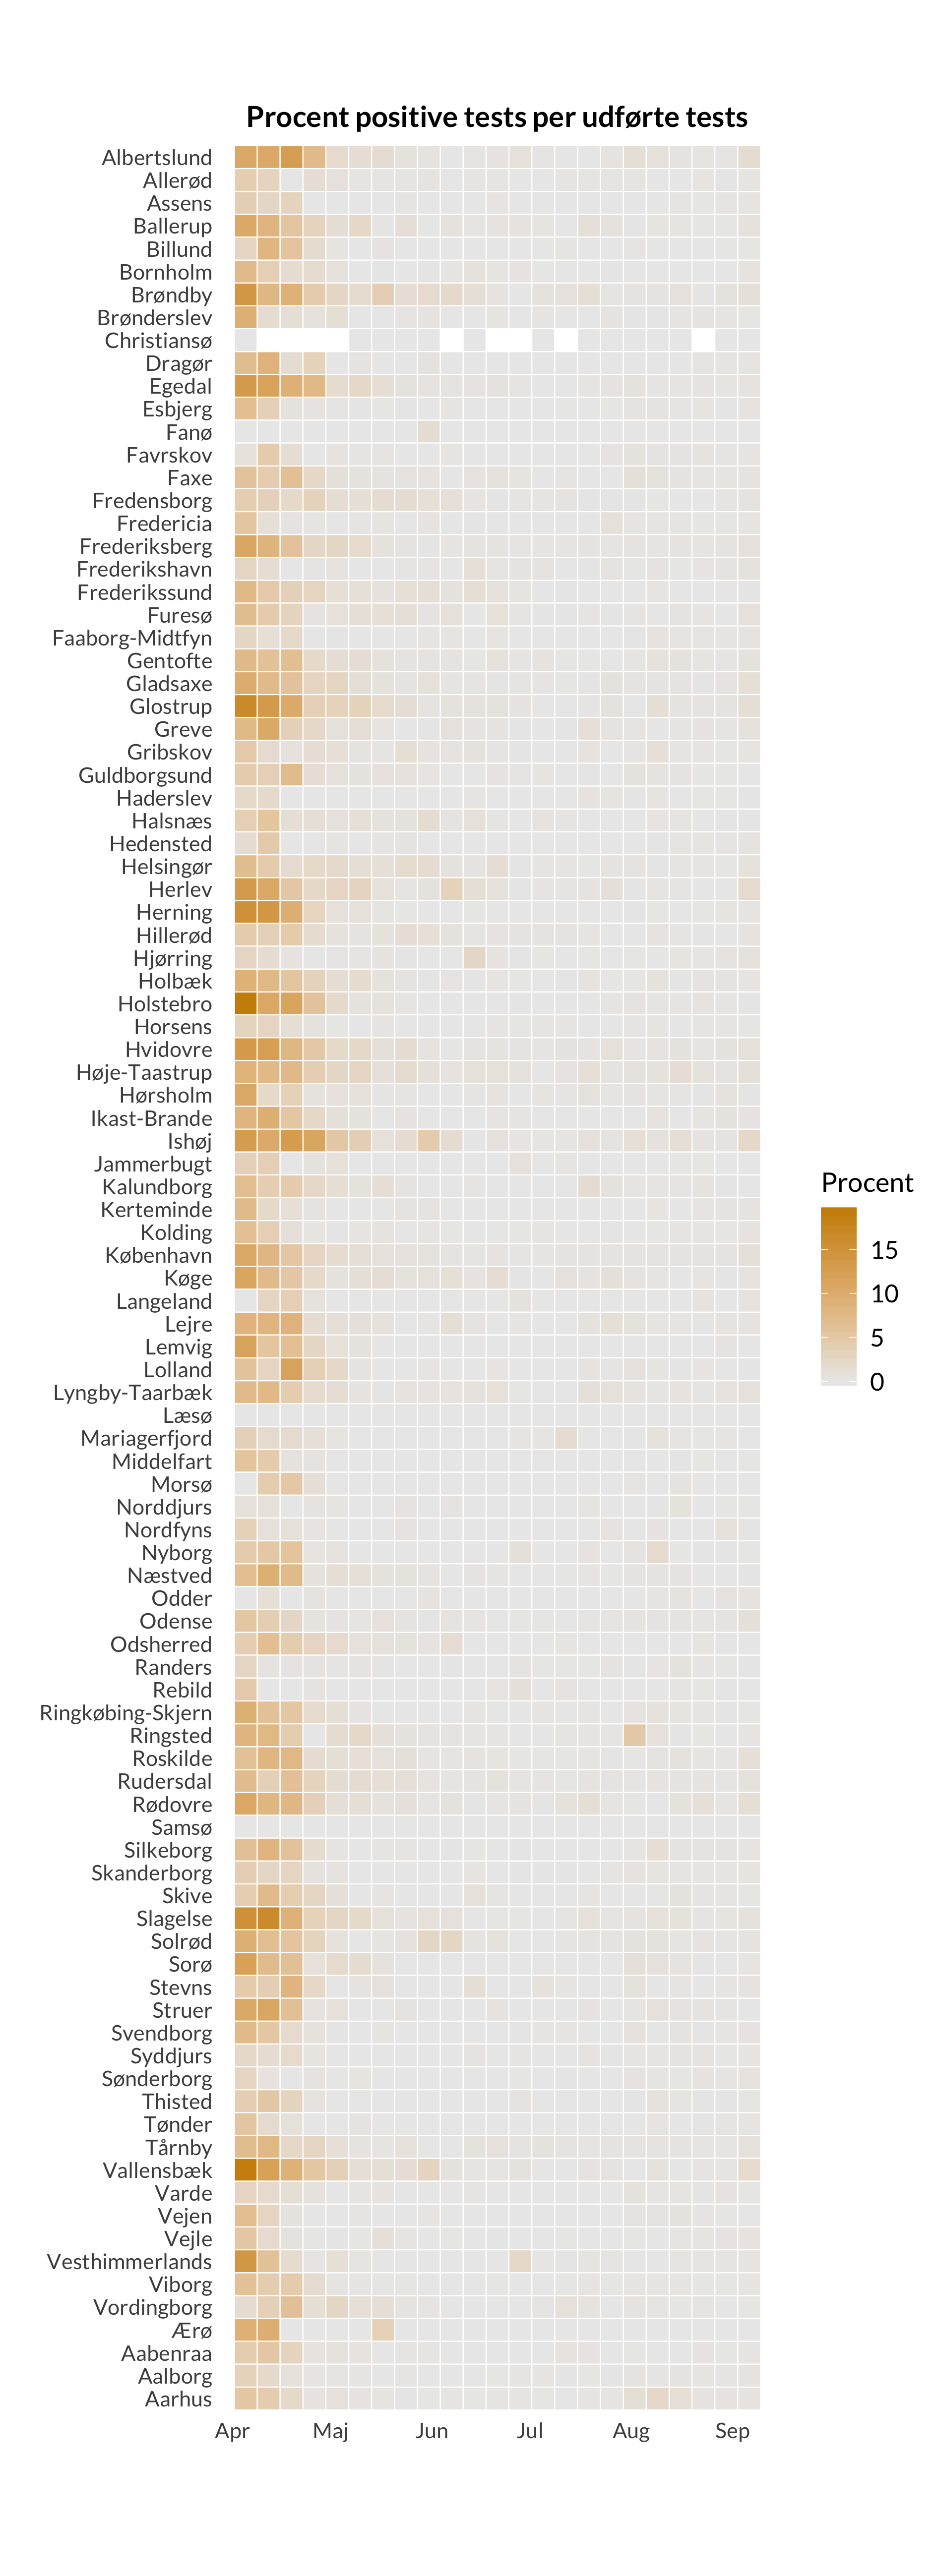 Procent positive tests per udførte tests
Albertslund
Allerød
Assens
Ballerup
Billund
Bornholm
Brøndby
Brønderslev
Christiansø
Dragør
Egedal
Esbjerg
Fanø
Favrskov
Faxe
Fredensborg
Fredericia
Frederiksberg
Frederikshavn
Frederikssund
Furesø
Faaborg-Midtfyn
Gentofte
Gladsaxe
Glostrup
Greve
Gribskov
Guldborgsund
Haderslev
Halsnæs
Hedensted
Helsingør
Herlev
Herning
Hillerød
Hjørring
Holbæk
Holstebro
Horsens
Hvidovre
Høje-Taastrup
Hørsholm
Ikast-Brande
Ishøj
Jammerbugt
Kalundborg
Kerteminde
Kolding
København
Køge
Langeland
Lejre
Lemvig
Lolland
Lyngby-Taarbæk
Læsø
Mariagerfjord
Middelfart
Morsø
Norddjurs
Nordfyns
Nyborg
Næstved
Odder
Odense
Odsherred
Randers
Rebild
Ringkøbing-Skjern
Ringsted
Roskilde
Rudersdal
Rødovre
Samsø
Silkeborg
Skanderborg
Skive
Slagelse
Solrød
Sorø
Stevns
Struer
Svendborg
Syddjurs
Sønderborg
Thisted
Tønder
Tårnby
Vallensbæk
Varde
Vejen
Vejle
Vesthimmerlands
Viborg
Vordingborg
Ærø
Aabenraa
Aalborg
Aarhus
Apr Maj Jun Jul Aug Sep
Procent
15
10
5
0